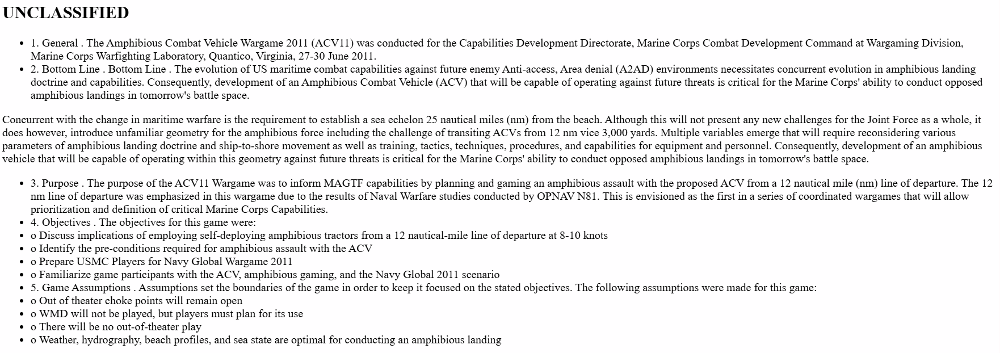 UNCLASSIFIED
• 1. General . The Amphibious Combat Vehicle Wargame 2011 (ACV11) was conducted for the Capabilities Development Directorate, Marine Corps Combat Development Command at Wargaming Division,
Marine Corps Warfighting Laboratory, Quantico, Virginia, 27-30 June 2011.
• 2. Bottom Line . Bottom Line . The evolution of US maritime combat capabilities against future enemy Anti-access, Area denial (A2AD) environments necessitates concurrent evolution in amphibious landing
doctrine and capabilities. Consequently, development of an Amphibious Combat Vehicle (ACV) that will be capable of operating against future threats is critical for the Marine Corps' ability to conduct opposed
amphibious landings in tomorrow's battle space.
Concurrent with the change in maritime warfare is the requirement to establish a sea echelon 25 nautical miles (nm) from the beach. Although this will not present any new challenges for the Joint Force as a whole, it
does however, introduce unfamiliar geometry for the amphibious force including the challenge of transiting ACVs from 12 nm vice 3,000 yards. Multiple variables emerge that will require reconsidering various
parameters of amphibious landing doctrine and ship-to-shore movement as well as training, tactics, techniques, procedures, and capabilities for equipment and personnel. Consequently, development of an amphibious
vehicle that will be capable of operating within this geometry against future threats is critical for the Marine Corps' ability to conduct opposed amphibious landings in tomorrow's battle space.
• 3. Purpose . The purpose of the ACV11 Wargame was to inform MAGTF capabilities by planning and gaming an amphibious assault with the proposed ACV from a 12 nautical mile (nm) line of departure. The 12
nm line of departure was emphasized in this wargame due to the results of Naval Warfare studies conducted by OPNAV N81. This is envisioned as the first in a series of coordinated wargames that will allow
prioritization and definition of critical Marine Corps Capabilities.
• 4. Objectives . The objectives for this game were:
• o Discuss implications of employing self-deploying amphibious tractors from a 12 nautical-mile line of departure at 8-10 knots
• o Identify the pre-conditions required for amphibious assault with the ACV
• o Prepare USMC Players for Navy Global Wargame 2011
• o Familiarize game participants with the ACV, amphibious gaming, and the Navy Global 2011 scenario
• 5. Game Assumptions . Assumptions set the boundaries of the game in order to keep it focused on the stated objectives. The following assumptions were made for this game:
• o Out of theater choke points will remain open
• o WMD will not be played, but players must plan for its use
• o There will be no out-of-theater play
• o Weather, hydrography, beach profiles, and sea state are optimal for conducting an amphibious landing